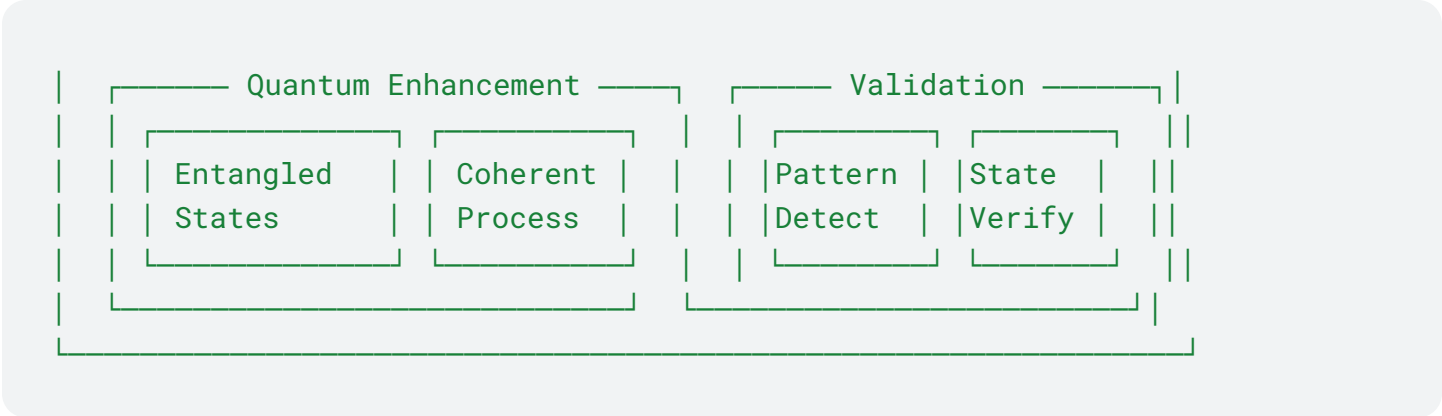 │  ┌────── Quantum Enhancement ────┐  ┌───── Validation ──────┐│
│  │ ┌──────────────┐ ┌───────────┐  │  │ ┌─────────┐ ┌────────┐  ││
│  │ │ Entangled   │ │ Coherent │  │  │ │Pattern │ │State  │  ││
│  │ │ States      │ │ Process  │  │  │ │Detect  │ │Verify │  ││
│  │ └──────────────┘ └───────────┘  │  │ └─────────┘ └────────┘  ││
│  └─────────────────────────────┘  └─────────────────────────┘│
└────────────────────────────────────────────────────────────────┘